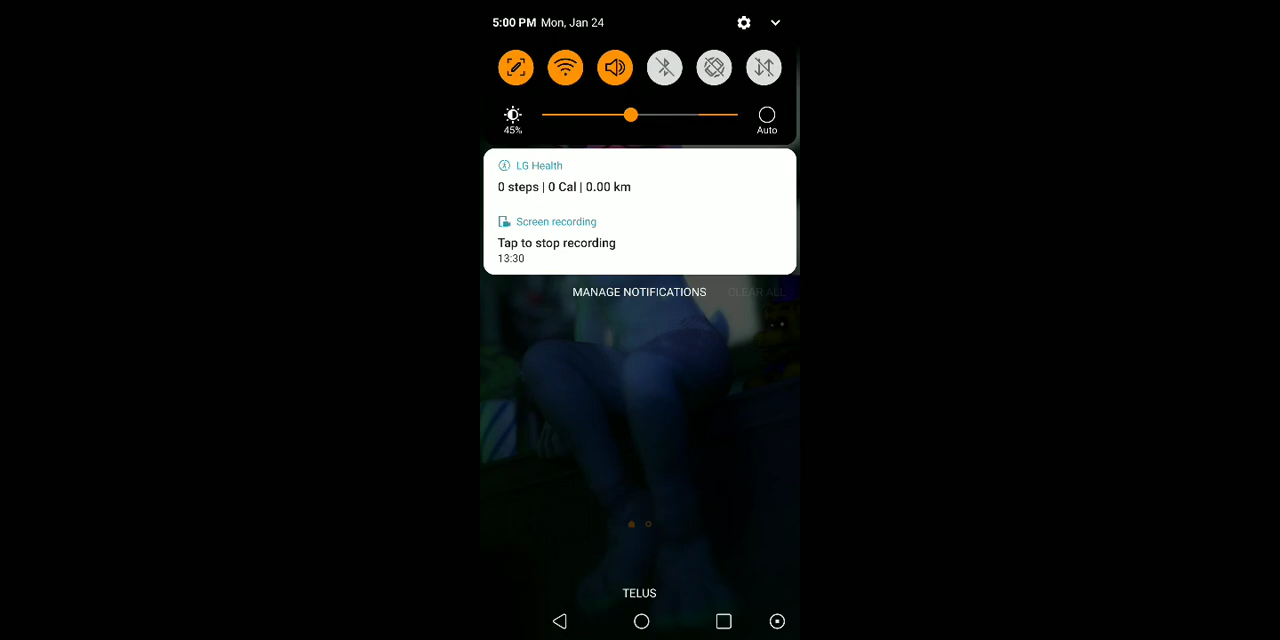 5:00 PM Mon, Jan 24
45%
Auto
LG Health
0 steps | 0 Cal | 0.00 km
Screen recording
Tap to stop recording
13:30
MANAGE NOTIFICATIONS CLEAR ALL
TELUS